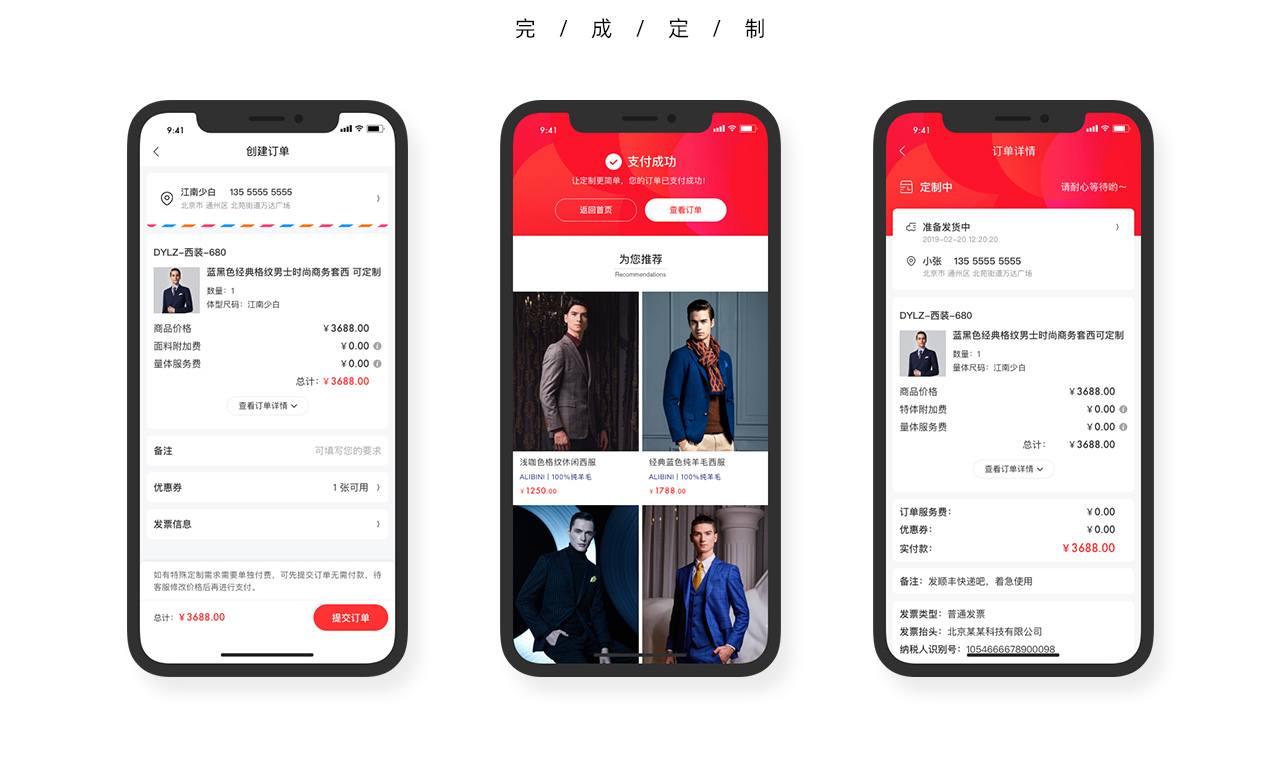 完 / 成 / 定 / 制
9:41
创建订单
江南少白 135 5555 5555
北京市 通州区 北苑街道万达广场
DYLZ-西装-680
蓝黑色经典格纹男士时尚商务套西 可定制
数量：1
体型尺码：江南少白
商品价格 ¥3688.00
面料附加费 ¥0.00
量体服务费 ¥0.00
总计：¥3688.00
查看订单详情
备注 可填写您的要求
优惠券 1 张可用
发票信息
如有特殊定制需求需要单独付费，可先提交订单无需付款，待
客服修改价格后再进行支付。
总计：¥3688.00 提交订单
9:41
支付成功
让定制更简单，您的订单已支付成功！
返回首页 查看订单
为您推荐
Recommendations
浅咖色格纹休闲西服 经典蓝色纯羊毛西服
ALIBINI | 100%纯羊毛 ALIBINI | 100%纯羊毛
¥1250.00 ¥1788.00
9:41
订单详情
定制中 请耐心等待哟～
准备发货中
2019-02-20 12:20:20
小张 135 5555 5555
北京市 通州区 北苑街道万达广场
DYLZ-西装-680
蓝黑色经典格纹男士时尚商务套西可定制
数量：1
量体尺码：江南少白
商品价格 ¥3688.00
特体附加费 ¥0.00
量体服务费 ¥0.00
总计： ¥3688.00
查看订单详情
订单服务费： ¥0.00
优惠券： ¥0.00
实付款： ¥3688.00
备注：发顺丰快递吧，着急使用
发票类型：普通发票
发票抬头：北京某某科技有限公司
纳税人识别号：1054666678900098